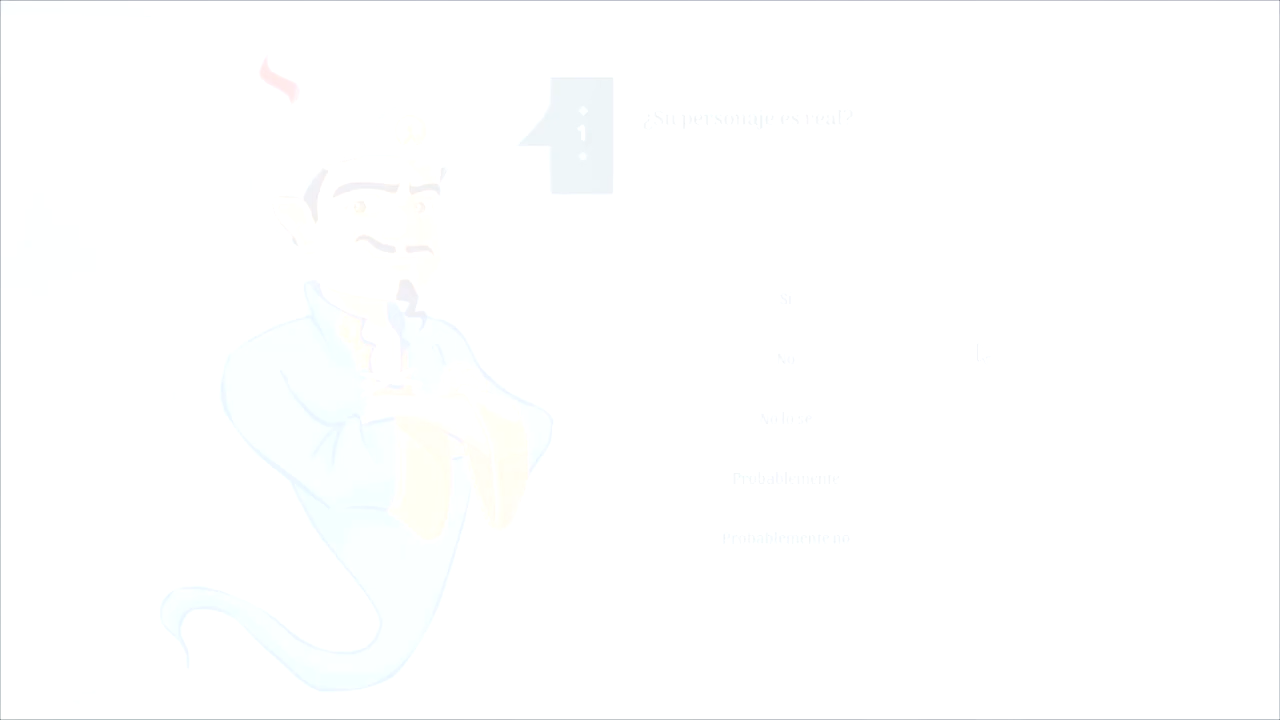 1
¿Su personaje es real?
Sí
No
No lo sé
Probablemente
Probablemente no